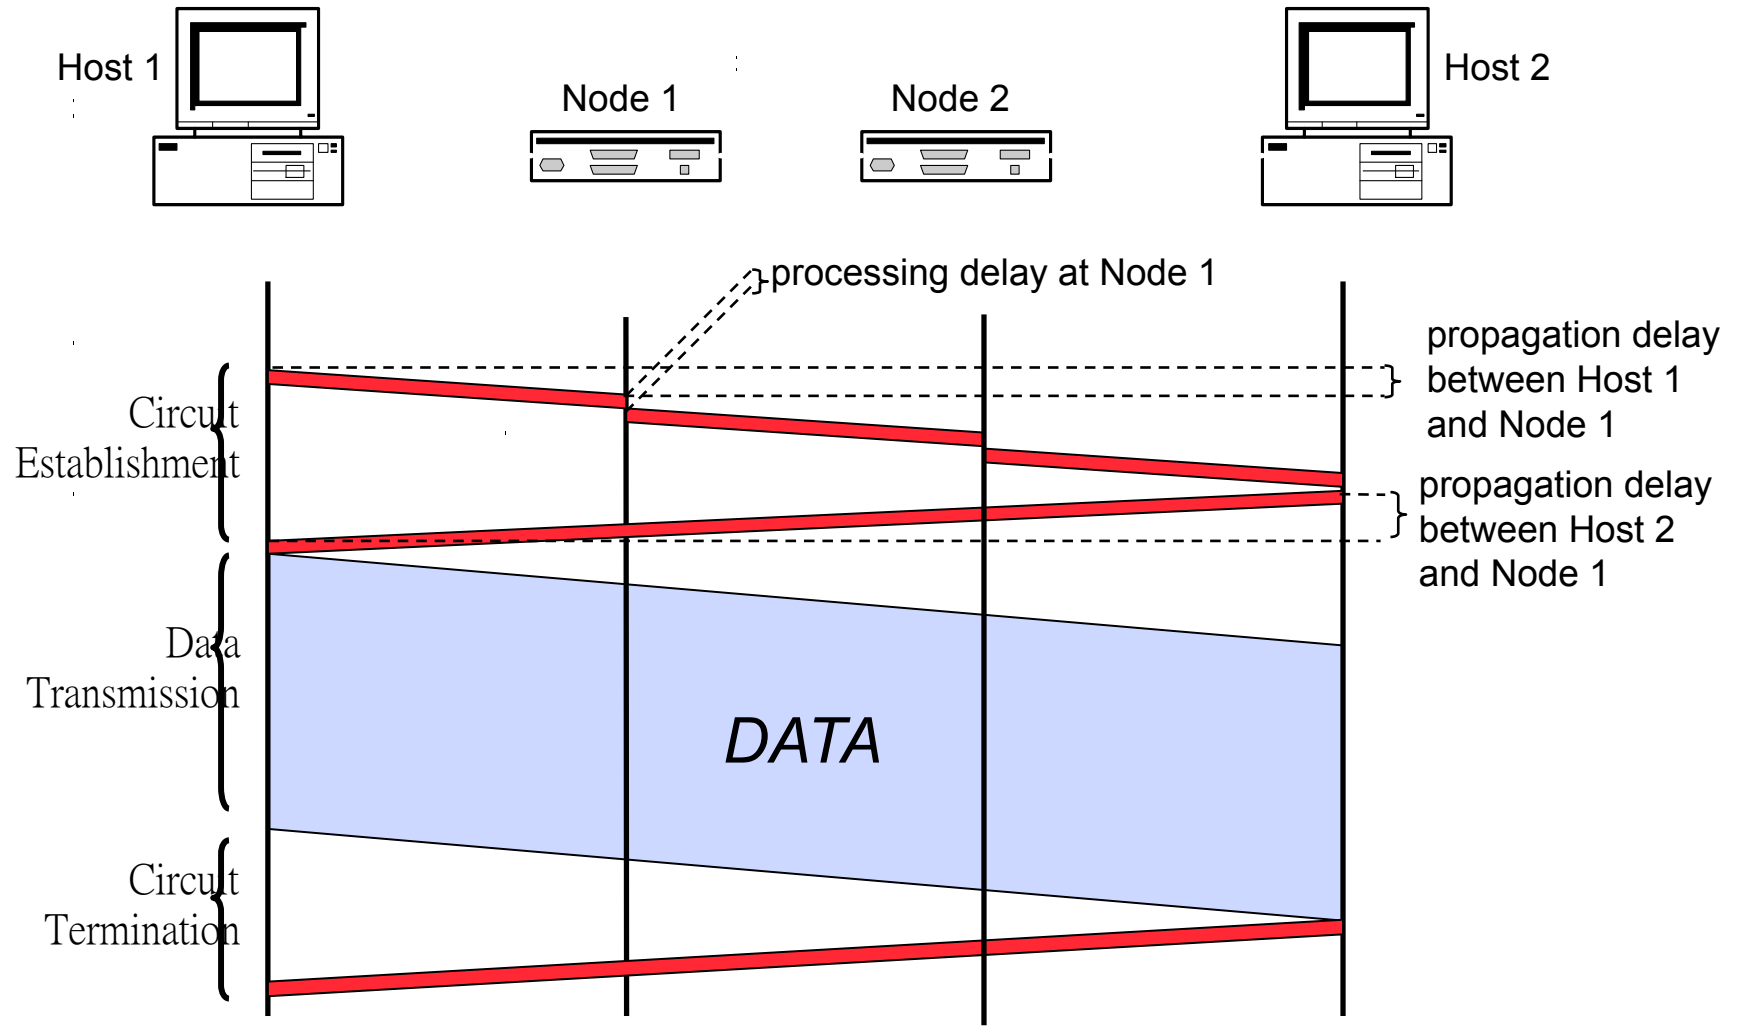 Host 1
Node 1
Node 2
Host 2
processing delay at Node 1
propagation delay
between Host 1
and Node 1
Circuit
Establishment
propagation delay
between Host 2
and Node 1
Data
Transmission
DATA
Circuit
Termination